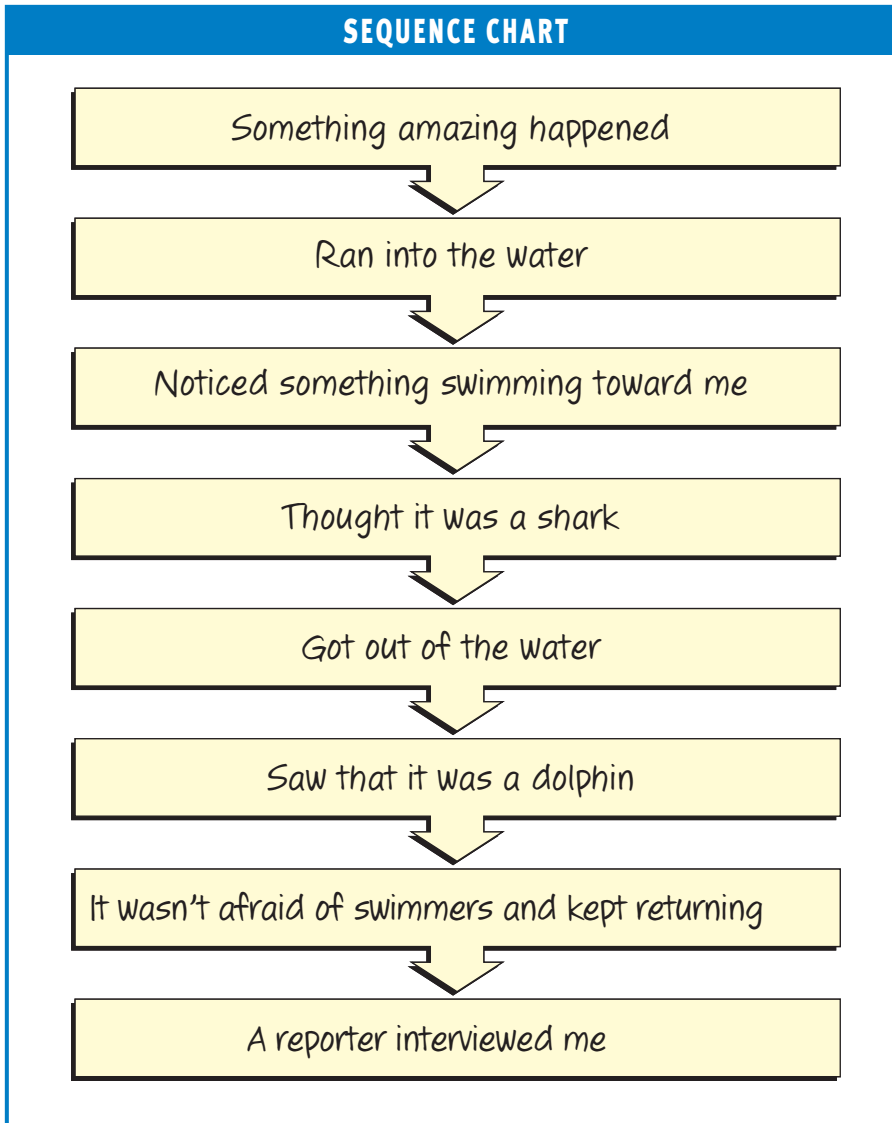 SEQUENCE CHART
Something amazing happened
Ran into the water
Noticed something swimming toward me
Thought it was a shark
Got out of the water
Saw that it was a dolphin
It wasn't afraid of swimmers and kept returning
A reporter interviewed me